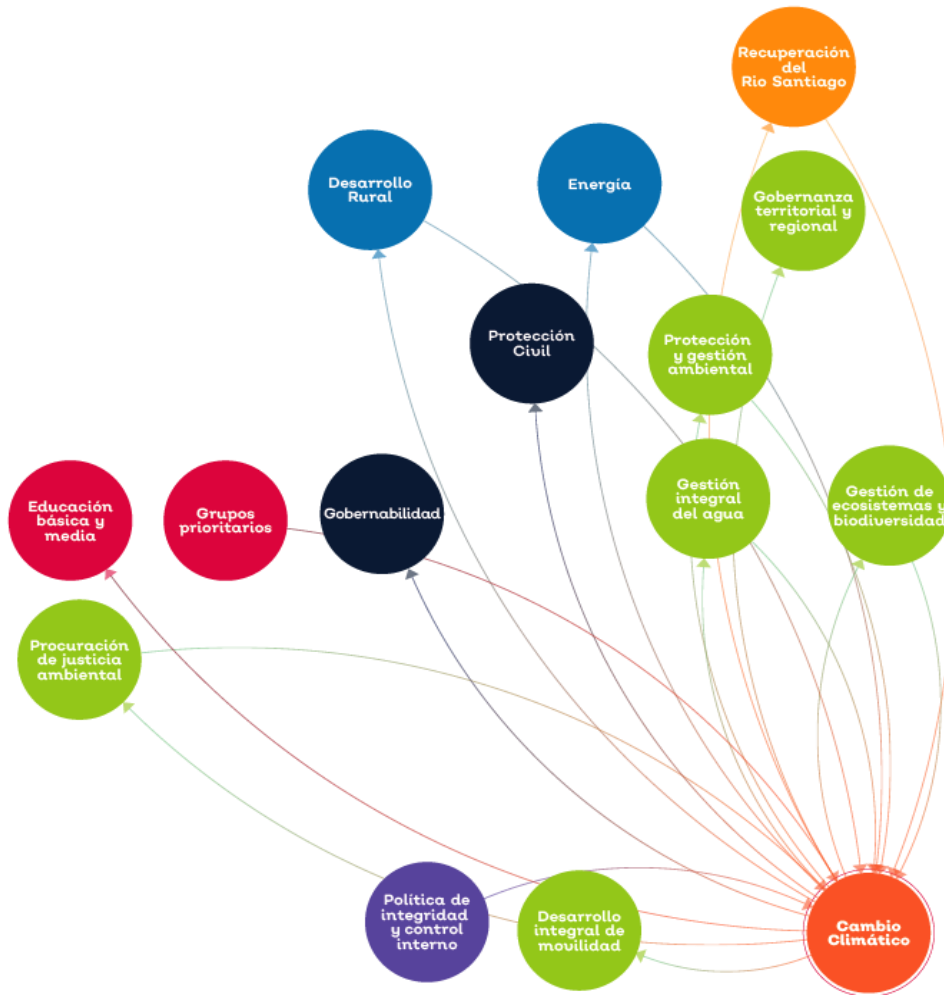 Recuperación
del
Rio Santiago
Desarrollo
Rural
Energía
Gobernanza
territorial y
regional
Protección
Civil
Protección
y gestión
ambiental
Educación
básica y
media
Grupos
prioritarios
Gobernabilidad
Gestión
integral
del agua
Gestión de
ecosistemas y
biodiversidad
Procuración
de justicia
ambiental
Política de
integridad
y control
interno
Desarrollo
integral de
movilidad
Cambio
Climático